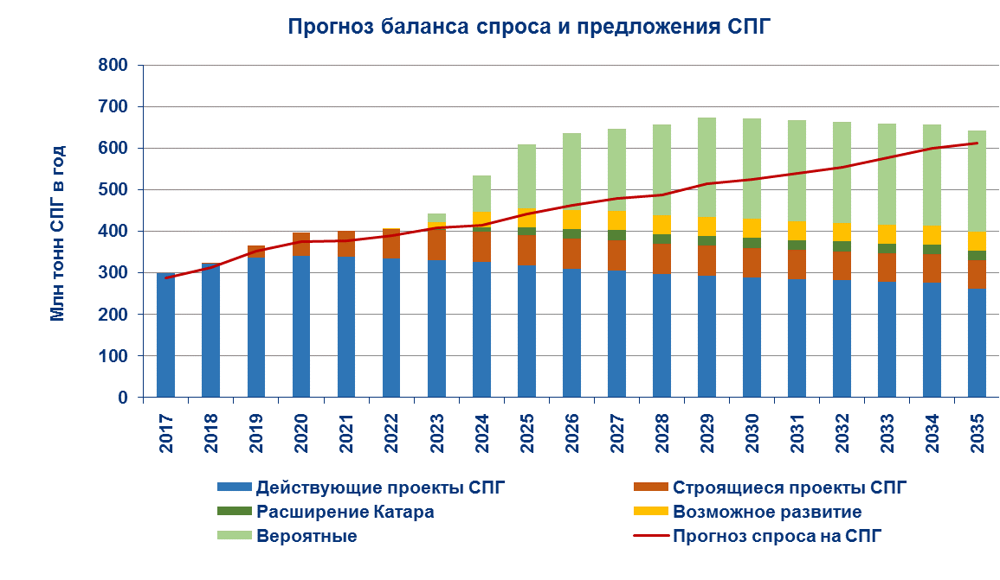 Прогноз баланса спроса и предложения СПГ
Млн тонн СПГ в год
800
700
600
500
400
300
200
100
0
2017 2018 2019 2020 2021 2022 2023 2024 2025 2026 2027 2028 2029 2030 2031 2032 2033 2034 2035
Действующие проекты СПГ Строящиеся проекты СПГ
Расширение Катара Возможное развитие
Вероятные Прогноз спроса на СПГ